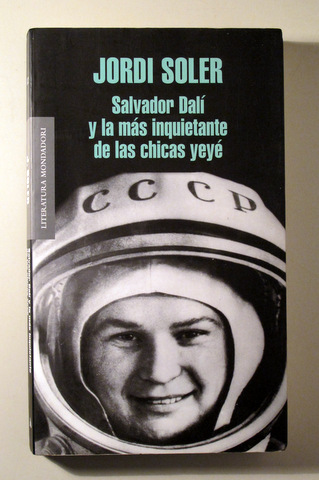 JORDI SOLER
Salvador Dalí
y la más inquietante
de las chicas yeyé
LITERATURA MONDADORI
CCCP